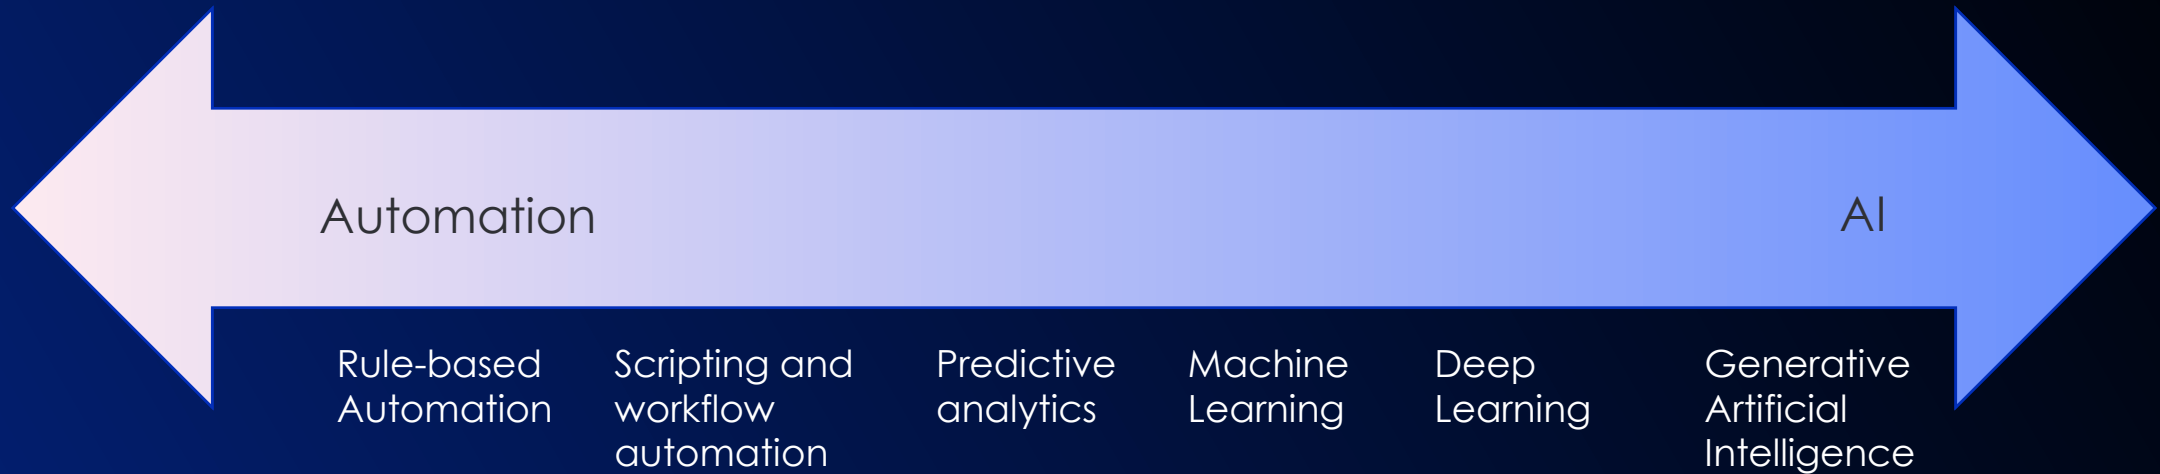 Automation
AI
Rule-based
Automation
Scripting and
workflow
automation
Predictive
analytics
Machine
Learning
Deep
Learning
Generative
Artificial
Intelligence